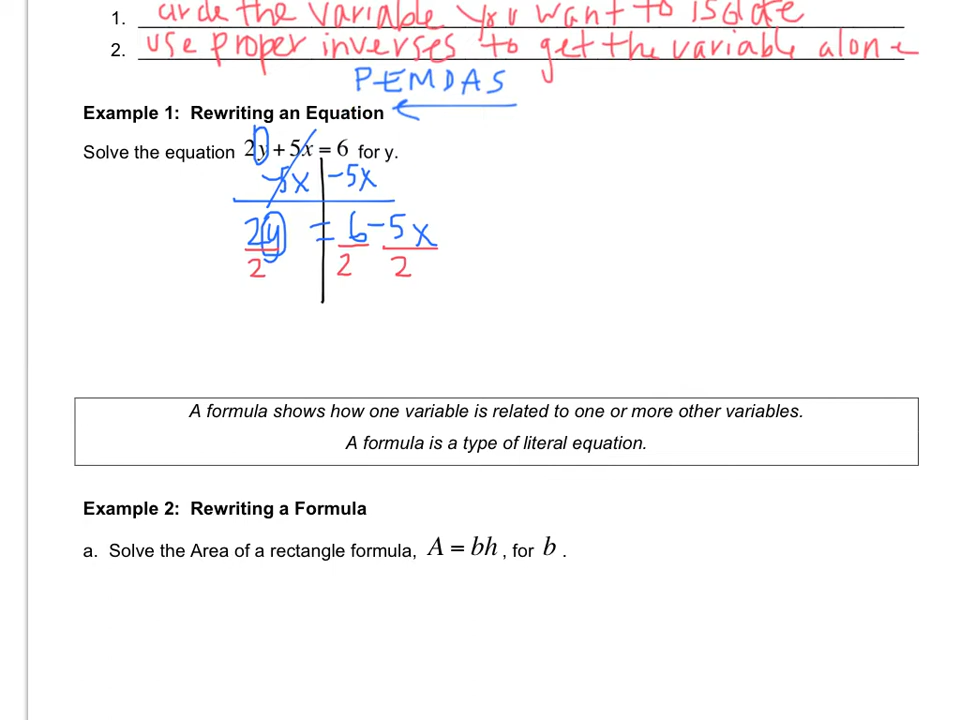 1. circle the variable you want to isolate
2. use proper inverses to get the variable alone
PEMDAS
Example 1: Rewriting an Equation
Solve the equation 2y + 5x = 6 for y.
-5x -5x
2y = 6 - 5x
2 2 2
A formula shows how one variable is related to one or more other variables.
A formula is a type of literal equation.
Example 2: Rewriting a Formula
a. Solve the Area of a rectangle formula, A = bh, for b.